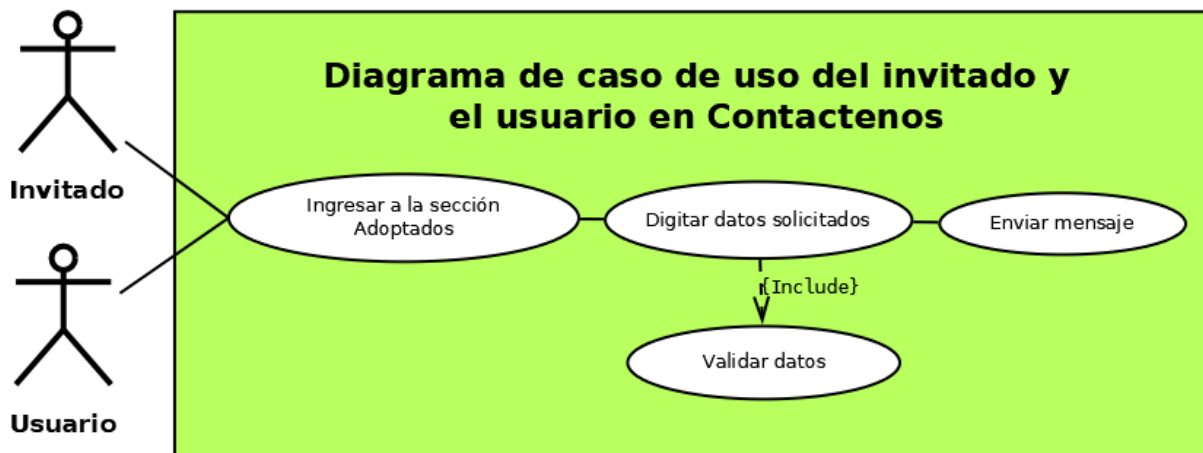 Diagrama de caso de uso del invitado y
el usuario en Contactenos
Invitado
Ingresar a la sección
Adoptados
Digitar datos solicitados
Enviar mensaje
{Include}
Validar datos
Usuario